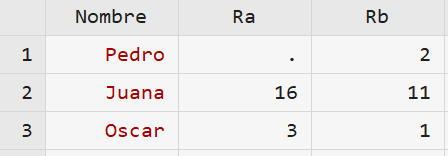 Nombre Ra Rb
1 Pedro . 2
2 Juana 16 11
3 Oscar 3 1